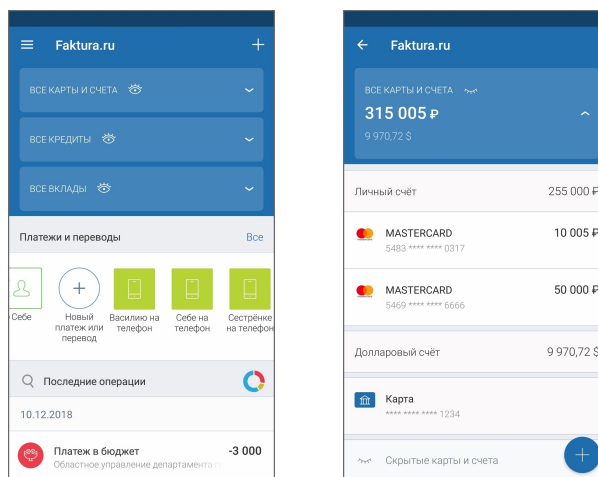 Faktura.ru
ВСЕ КАРТЫ И СЧЕТА
ВСЕ КРЕДИТЫ
ВСЕ ВКЛАДЫ
Платежи и переводы Все
Себе
Новый платеж или перевод
Василию на телефон
Себе на телефон
Сестрёнке на телефон
Последние операции
10.12.2018
Платеж в бюджет -3 000
Областное управление департамента
Faktura.ru
ВСЕ КАРТЫ И СЧЕТА
315 005 ₽
9 970,72 $
Личный счёт 255 000 ₽
MASTERCARD 10 005 ₽
5483 **** **** 0317
MASTERCARD 50 000 ₽
5469 **** **** 6666
Долларовый счёт 9 970,72 $
Карта
**** **** **** 1234
Скрытые карты и счета